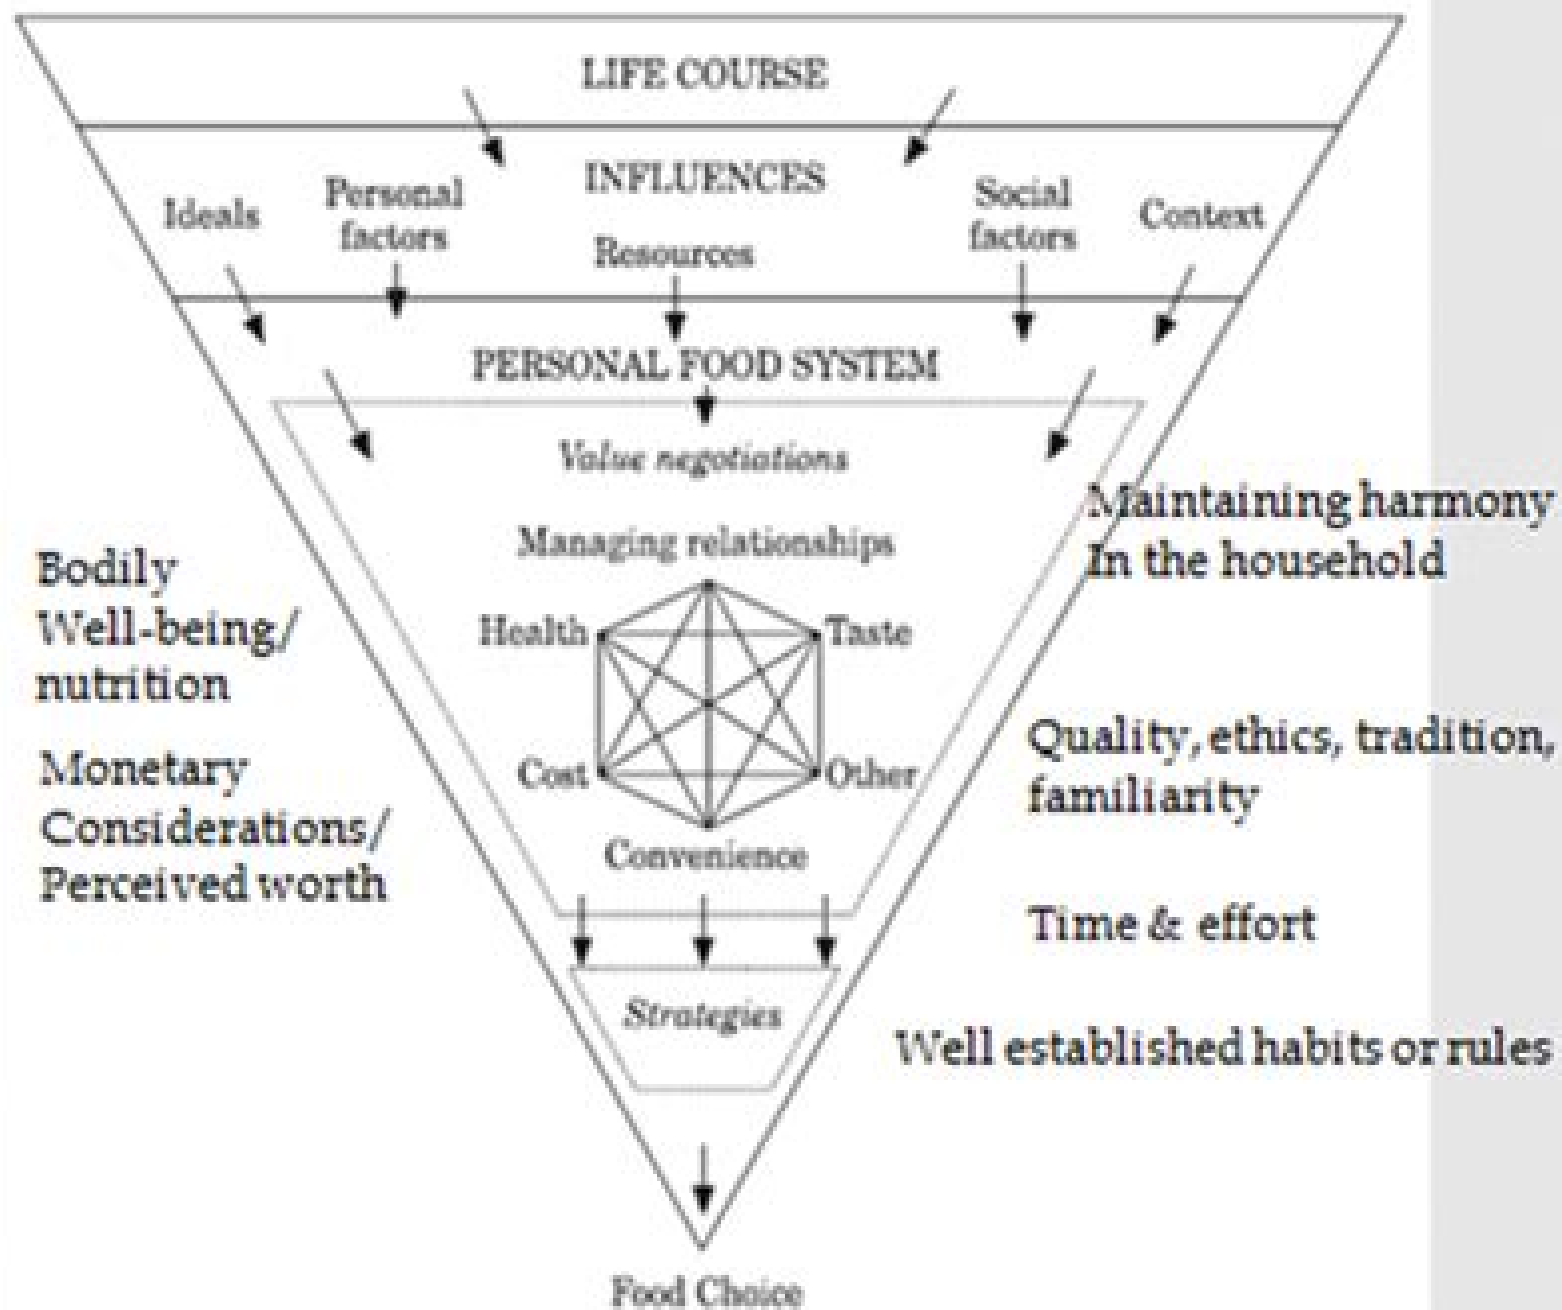 LIFE COURSE
INFLUENCES
Ideals
Personal
factors
Resources
Social
factors
Context
PERSONAL FOOD SYSTEM
Value negotiations
Managing relationships
Maintaining harmony
In the household
Bodily
Well-being/
nutrition
Health
Taste
Quality, ethics, tradition,
familiarity
Monetary
Considerations/
Perceived worth
Cost
Other
Convenience
Time & effort
Strategies
Well established habits or rules
Food Choice